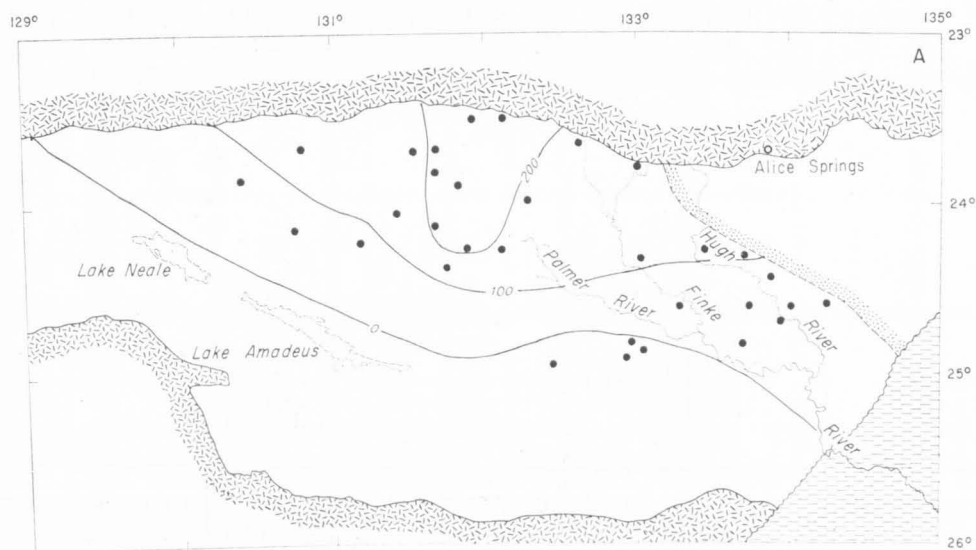 129°
131°
133°
135°
23°
A
Alice Springs
200
24°
Hugh
Lake Neale
Palmer
100
Finke
River
River
0
Lake Amadeus
25°
River
26°